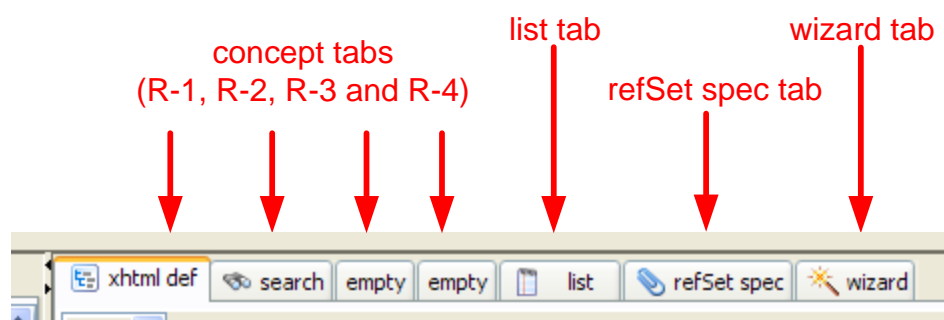 list tab
wizard tab
concept tabs
(R-1, R-2, R-3 and R-4)
refSet spec tab
xhtml def
search
empty
empty
list
refSet spec
wizard